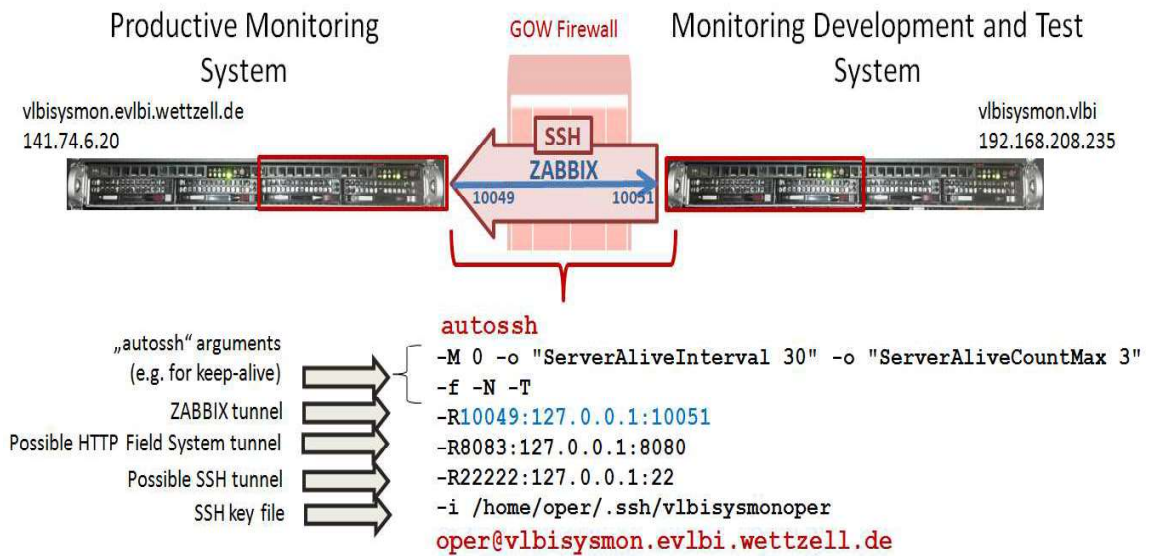 Productive Monitoring
System
GOW Firewall
Monitoring Development and Test
System
vlbisysmon.evlbi.wettzell.de
141.74.6.20
vlbisysmon.vlbi
192.168.208.235
SSH
ZABBIX
10049
10051
autossh
„autossh“ arguments
(e.g. for keep-alive)
-M 0 -o "ServerAliveInterval 30" -o "ServerAliveCountMax 3"
-f -N -T
ZABBIX tunnel
-R10049:127.0.0.1:10051
Possible HTTP Field System tunnel
-R8083:127.0.0.1:8080
Possible SSH tunnel
-R22222:127.0.0.1:22
SSH key file
-i /home/oper/.ssh/vlbisysmonoper
oper@vlbisysmon.evlbi.wettzell.de